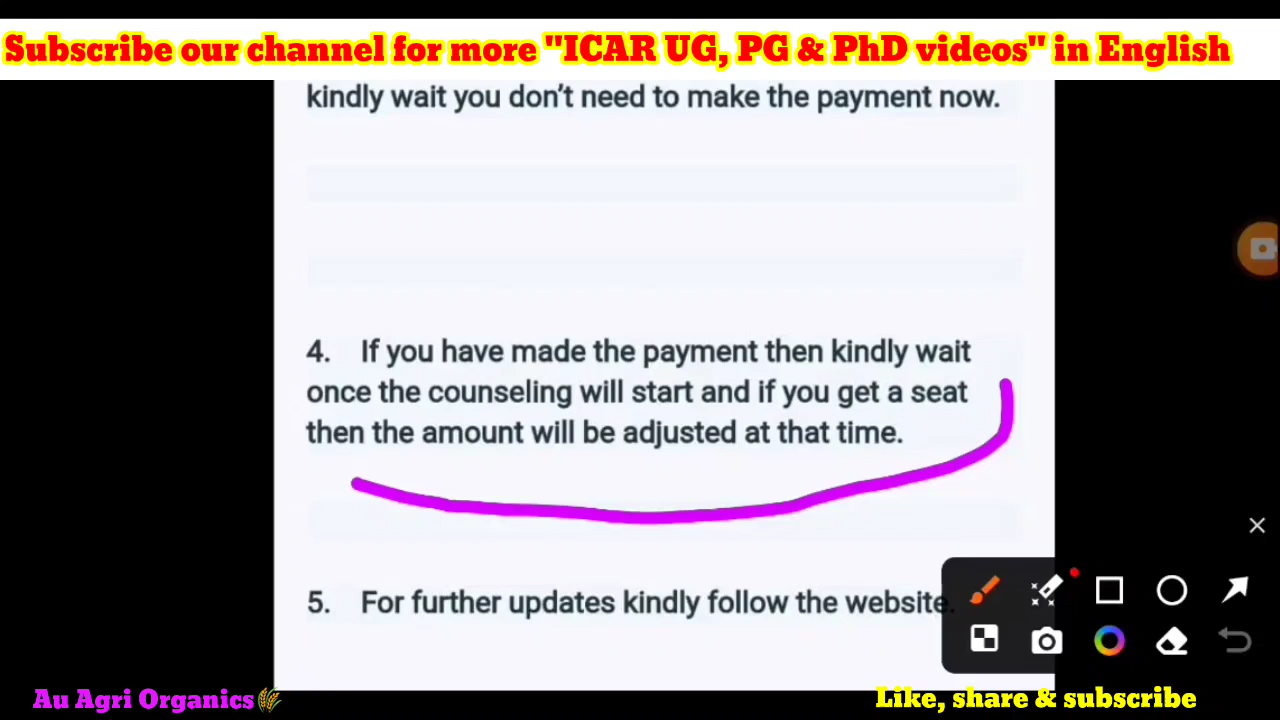 Subscribe our channel for more "ICAR UG, PG & PhD videos" in English
kindly wait you don't need to make the payment now.
4. If you have made the payment then kindly wait
once the counseling will start and if you get a seat
then the amount will be adjusted at that time.
5. For further updates kindly follow the website.
Au Agri Organics🌾
Like, share & subscribe